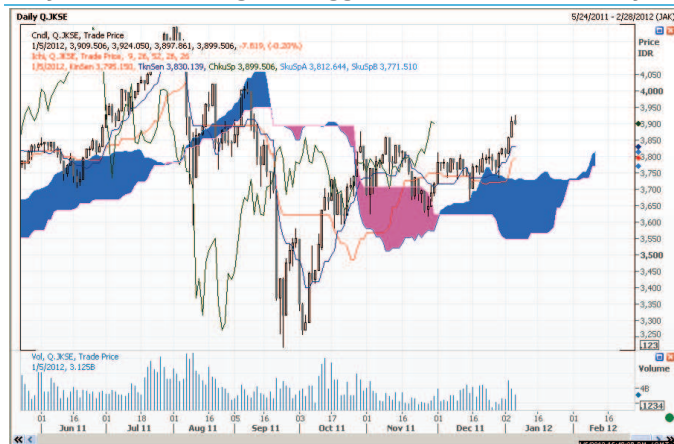 Daily Q.JKSE 5/24/2011 - 2/28/2012 (JAK)
Cndl, Q.JKSE, Trade Price
1/5/2012, 3,909.506, 3,924.050, 3,897.861, 3,899.506, -7.819, (-0.20%)
Ichi, Q.JKSE, Trade Price, 9, 26, 52, 26, 26
1/5/2012, KinSen 3,795.150, TknSen 3,830.139, ChkuSp 3,899.506, SkuSpA 3,812.644, SkuSpB 3,771.510
Price
IDR
4,050
4,000
3,950
3,900
3,850
3,800
3,750
3,700
3,650
3,600
3,550
3,500
3,450
3,400
3,350
3,300
3,250
.123
Vol, Q.JKSE, Trade Price
1/5/2012, 3.125B
Volume
4B
.1234
01 16 01 18 01 16 05 16 03 17 01 16 01 16 02 16 01 16
Jun 11 Jul 11 Aug 11 Sep 11 Oct 11 Nov 11 Dec 11 Jan 12 Feb 12